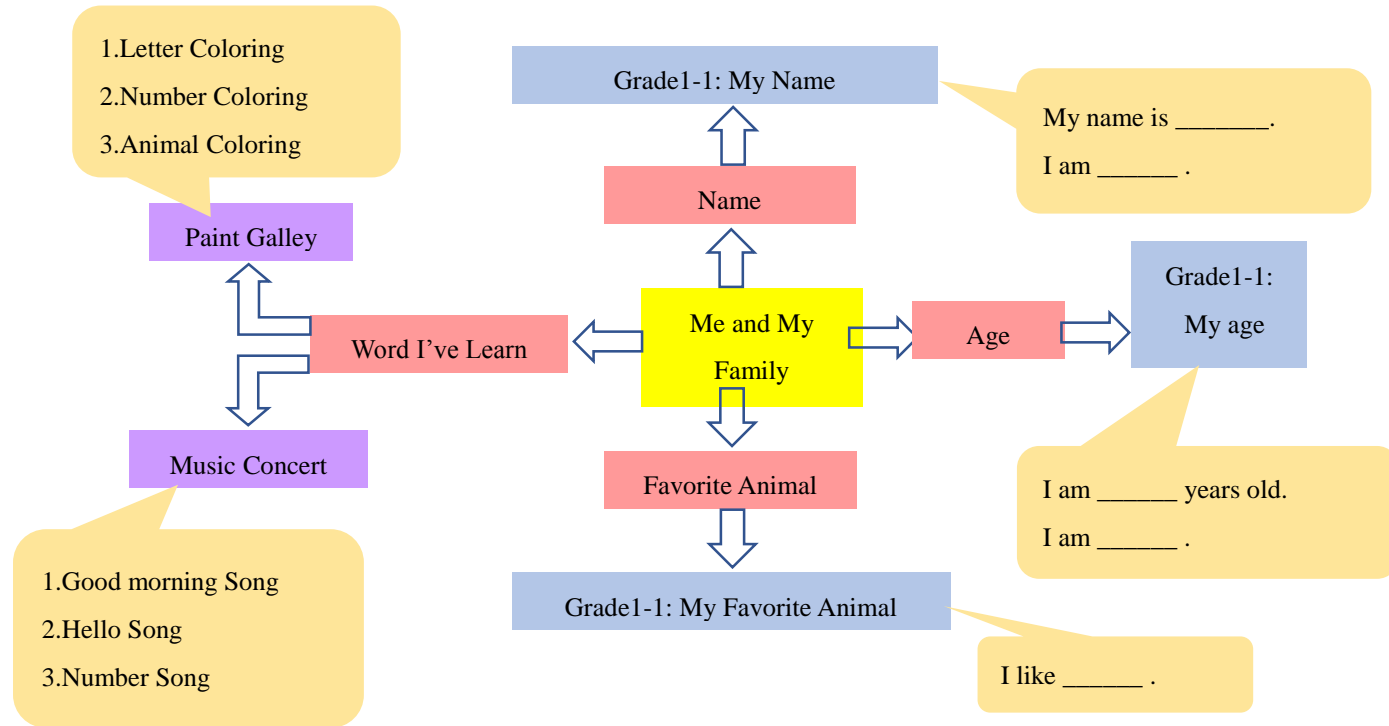 1.Letter Coloring
2.Number Coloring
3.Animal Coloring
Grade1-1: My Name
My name is _______.
I am ______ .
Name
Paint Galley
Me and My
Family
Age
Grade1-1:
My age
Word I’ve Learn
Music Concert
Favorite Animal
I am ______ years old.
I am ______ .
1.Good morning Song
2.Hello Song
3.Number Song
Grade1-1: My Favorite Animal
I like ______ .